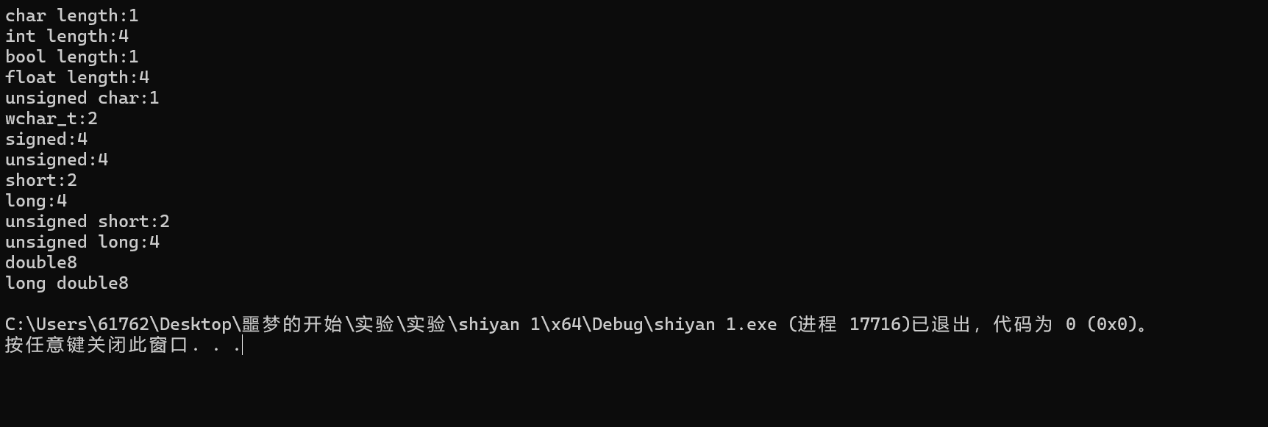 char length:1
int length:4
bool length:1
float length:4
unsigned char:1
wchar_t:2
signed:4
unsigned:4
short:2
long:4
unsigned short:2
unsigned long:4
double8
long double8
C:\Users\61762\Desktop\噩梦的开始\实验\实验\shiyan 1\x64\Debug\shiyan 1.exe (进程 17716)已退出，代码为 0 (0x0)。
按任意键关闭此窗口. . .